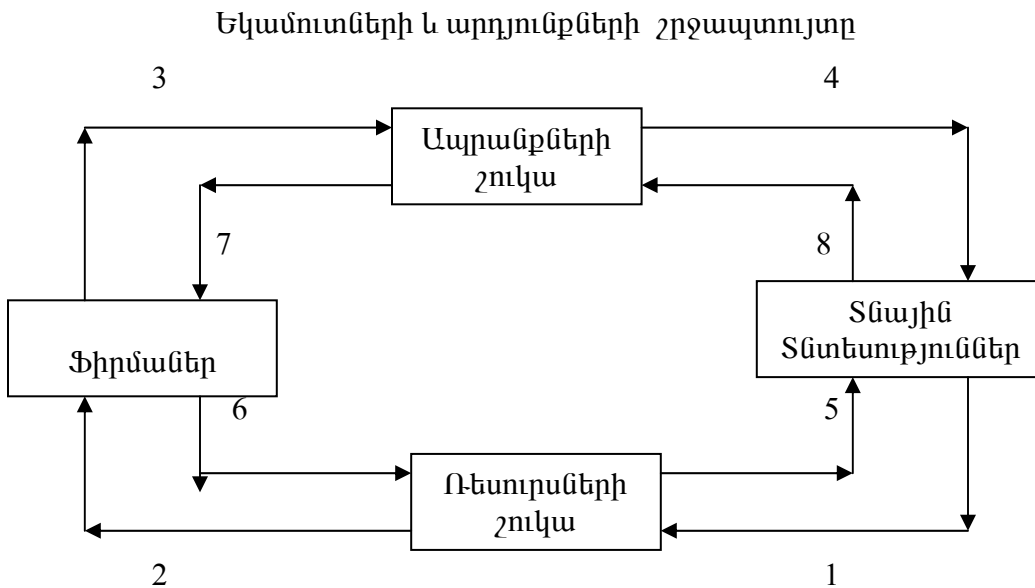 Եկամուտների և արդյունքների շրջապտույտը
3 4
Ապրանքների
շուկա
7 8
Տնային
Տնտեսություններ
Ֆիրմաներ
6 5
Ռեսուրսների
շուկա
2 1